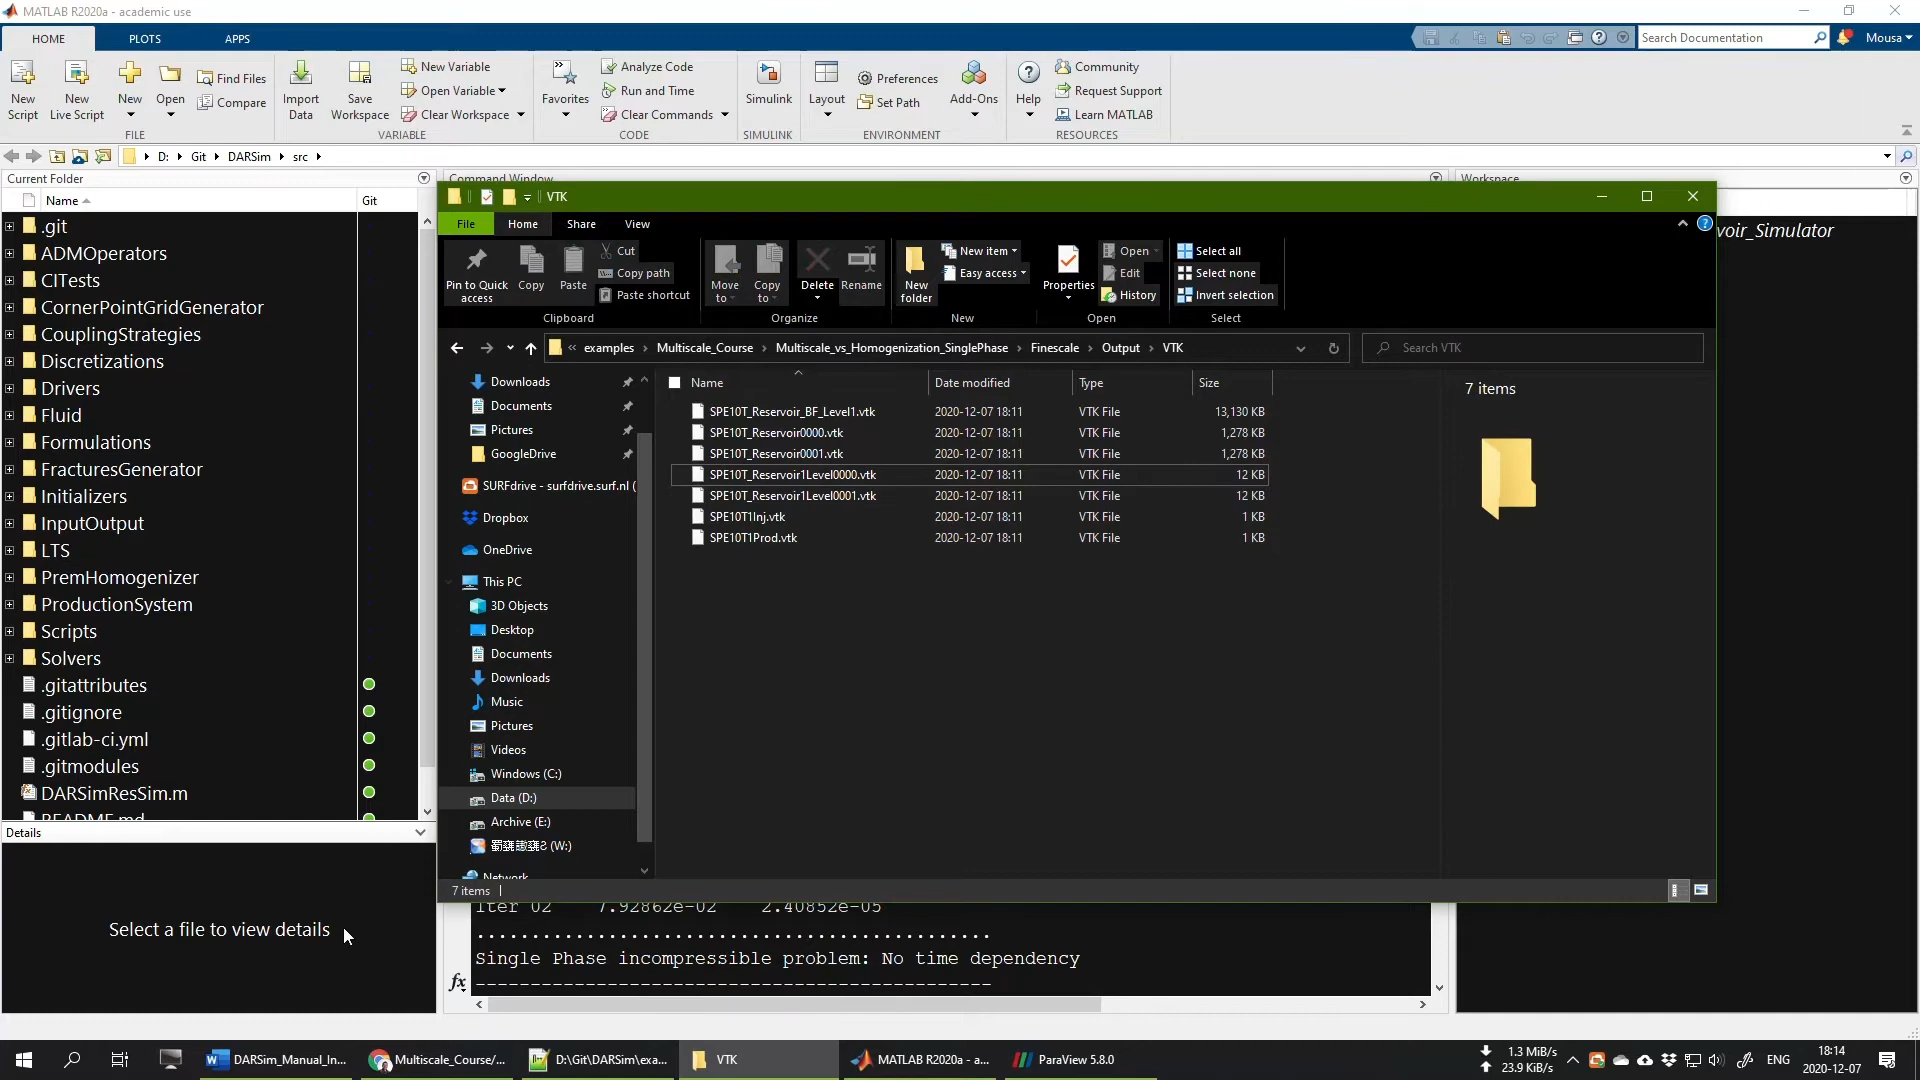 MATLAB R2020a - academic use
HOME PLOTS APPS
Search Documentation
Mousa
New Script
New Live Script
New
Open
Find Files
Compare
FILE
Import Data
Save Workspace
New Variable
Open Variable
Clear Workspace
VARIABLE
Favorites
Analyze Code
Run and Time
Clear Commands
CODE
Simulink
SIMULINK
Layout
Preferences
Set Path
Add-Ons
ENVIRONMENT
Help
Community
Request Support
Learn MATLAB
RESOURCES
D: Git DARSim src
Current Folder
Command Window
Workspace
Name Git
.git
ADMOperators
CITests
CornerPointGridGenerator
CouplingStrategies
Discretizations
Drivers
Fluid
Formulations
FracturesGenerator
Initializers
InputOutput
LTS
PremHomogenizer
ProductionSystem
Scripts
Solvers
.gitattributes
.gitignore
.gitlab-ci.yml
.gitmodules
DARSimResSim.m
README.md
Details
Select a file to view details
VTK
File Home Share View
Pin to Quick access
Copy
Paste
Cut
Copy path
Paste shortcut
Clipboard
Move to
Copy to
Delete
Rename
Organize
New folder
New item
Easy access
New
Properties
Open
Edit
History
Open
Select all
Select none
Invert selection
Select
« examples Multiscale_Course Multiscale_vs_Homogenization_SinglePhase Finescale Output VTK
Search VTK
Downloads
Documents
Pictures
GoogleDrive
SURFdrive - surfdrive.surf.nl (
Dropbox
OneDrive
This PC
3D Objects
Desktop
Documents
Downloads
Music
Pictures
Videos
Windows (C:)
Data (D:)
Archive (E:)
(W:)
Network
Name Date modified Type Size
SPE10T_Reservoir_BF_Level1.vtk 2020-12-07 18:11 VTK File 13,130 KB
SPE10T_Reservoir0000.vtk 2020-12-07 18:11 VTK File 1,278 KB
SPE10T_Reservoir0001.vtk 2020-12-07 18:11 VTK File 1,278 KB
SPE10T_Reservoir1Level0000.vtk 2020-12-07 18:11 VTK File 12 KB
SPE10T_Reservoir1Level0001.vtk 2020-12-07 18:11 VTK File 12 KB
SPE10T1Inj.vtk 2020-12-07 18:11 VTK File 1 KB
SPE10T1Prod.vtk 2020-12-07 18:11 VTK File 1 KB
7 items
7 items
voir_Simulator
Iter 02 7.92862e-02 2.40852e-05
..............................................
Single Phase incompressible problem: No time dependency
----------------------------------------------
fx
DARSim_Manual_In...
Multiscale_Course/...
D:\Git\DARSim\exa...
VTK
MATLAB R2020a - a...
ParaView 5.8.0
1.3 MiB/s
23.9 KiB/s
ENG
18:14
2020-12-07